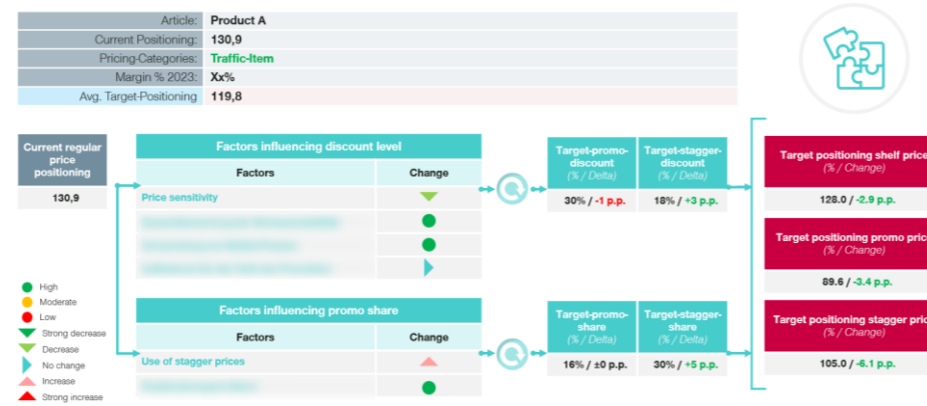 Article: Product A
Current Positioning: 130,9
Pricing-Categories: Traffic-Item
Margin % 2023: Xx%
Avg. Target-Positioning 119,8
Current regular
price
positioning
130,9
Factors influencing discount level
Factors Change
Price sensitivity
Target-promo-
discount
(% / Delta)
30% / -1 p.p.
Target-stagger-
discount
(% / Delta)
18% / +3 p.p.
Target positioning shelf price
(% / Change)
128.0 / -2.9 p.p.
Target positioning promo pric
(% / Change)
89.6 / -3.4 p.p.
Target positioning stagger pri
(% / Change)
105.0 / -6.1 p.p.
Factors influencing promo share
Factors Change
Use of stagger prices
Target-promo-
share
(% / Delta)
16% / ±0 p.p.
Target-stagger-
share
(% / Delta)
30% / +5 p.p.
High
Moderate
Low
Strong decrease
Decrease
No change
Increase
Strong increase